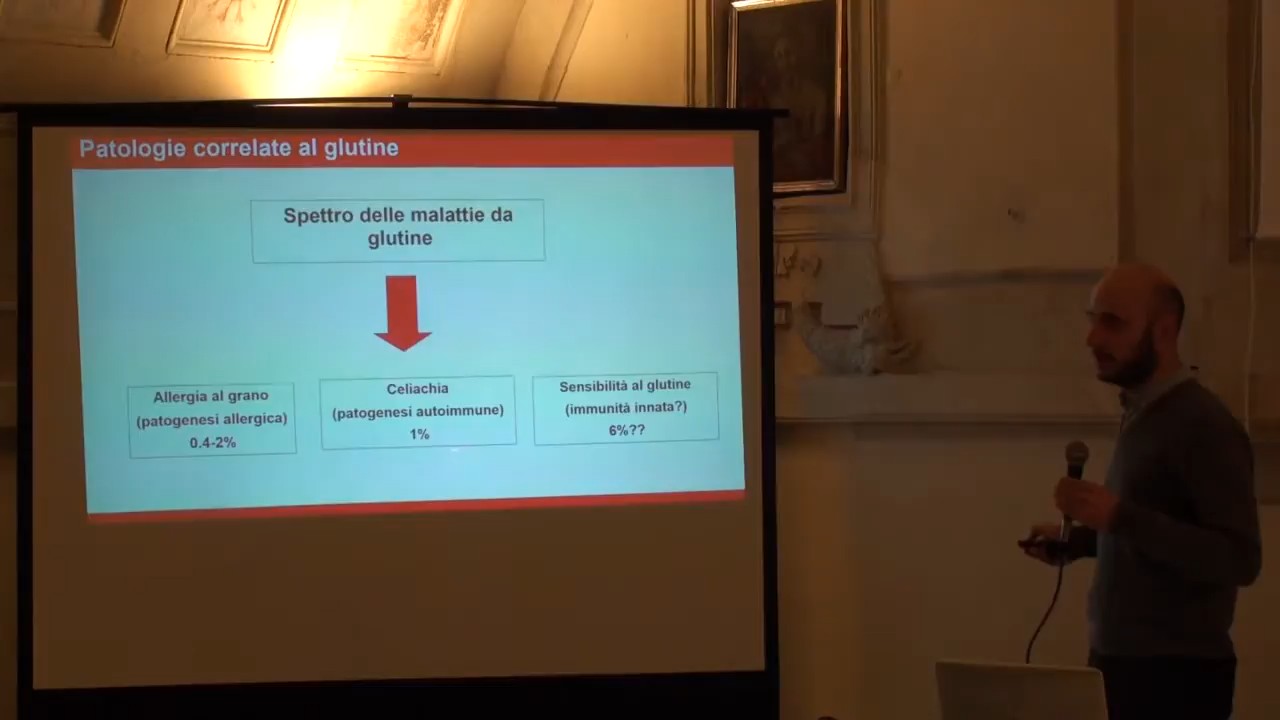 Patologie correlate al glutine
Spettro delle malattie da
glutine
Allergia al grano
(patogenesi allergica)
0.4-2%
Celiachia
(patogenesi autoimmune)
1%
Sensibilità al glutine
(immunità innata?)
6%??